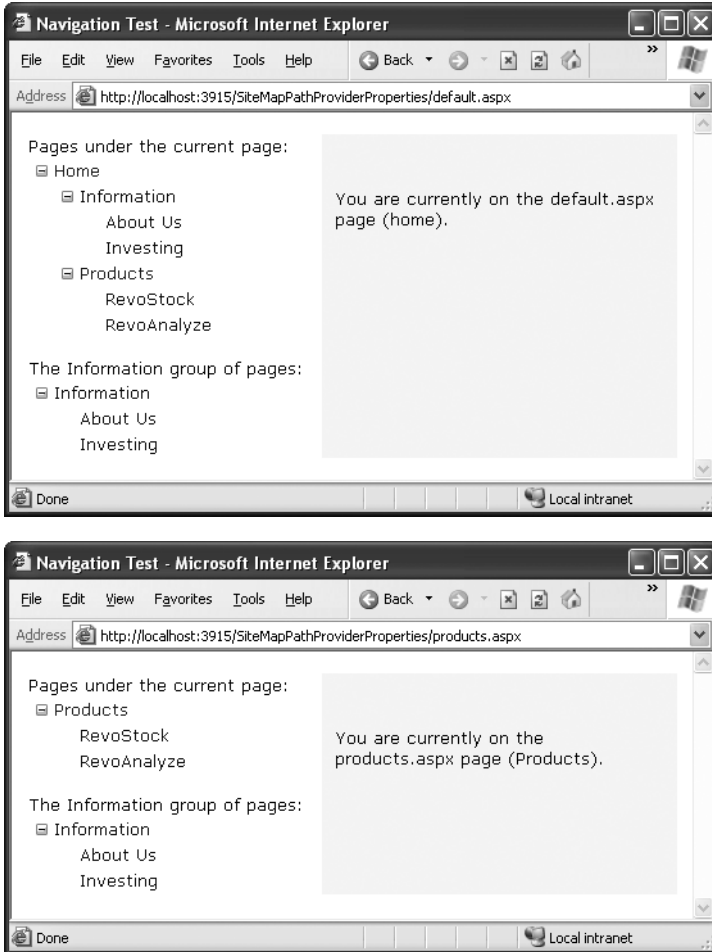 Navigation Test - Microsoft Internet Explorer
File Edit View Favorites Tools Help Back »
Address http://localhost:3915/SiteMapPathProviderProperties/default.aspx
Pages under the current page:
Home
Information
About Us
Investing
Products
RevoStock
RevoAnalyze
The Information group of pages:
Information
About Us
Investing
You are currently on the default.aspx
page (home).
Done Local intranet
Navigation Test - Microsoft Internet Explorer
File Edit View Favorites Tools Help Back »
Address http://localhost:3915/SiteMapPathProviderProperties/products.aspx
Pages under the current page:
Products
RevoStock
RevoAnalyze
The Information group of pages:
Information
About Us
Investing
You are currently on the
products.aspx page (Products).
Done Local intranet